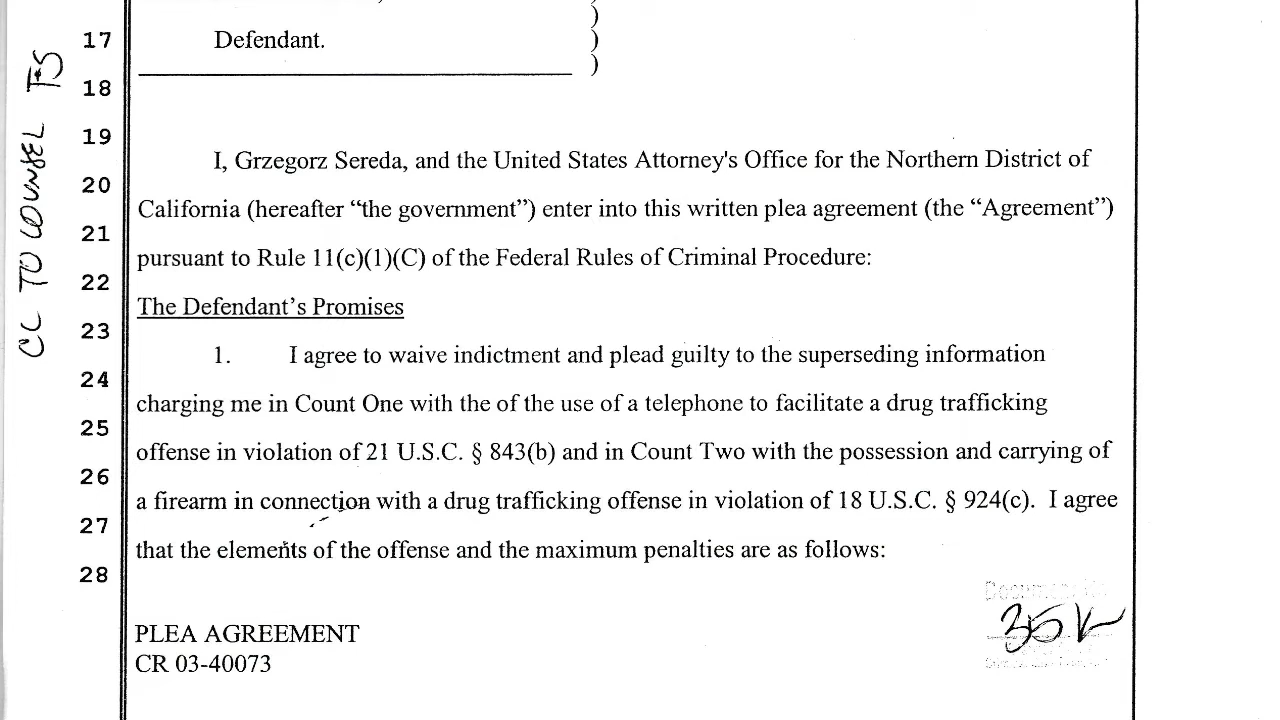 17 Defendant. )
)
)
18
19
I, Grzegorz Sereda, and the United States Attorney's Office for the Northern District of
20
California (hereafter “the government”) enter into this written plea agreement (the “Agreement”)
21
pursuant to Rule 11(c)(1)(C) of the Federal Rules of Criminal Procedure:
22
The Defendant’s Promises
23
1. I agree to waive indictment and plead guilty to the superseding information
24
charging me in Count One with the of the use of a telephone to facilitate a drug trafficking
25
offense in violation of 21 U.S.C. § 843(b) and in Count Two with the possession and carrying of
26
a firearm in connection with a drug trafficking offense in violation of 18 U.S.C. § 924(c). I agree
27
that the elements of the offense and the maximum penalties are as follows:
28
PLEA AGREEMENT
CR 03-40073
CC TO COUNSEL